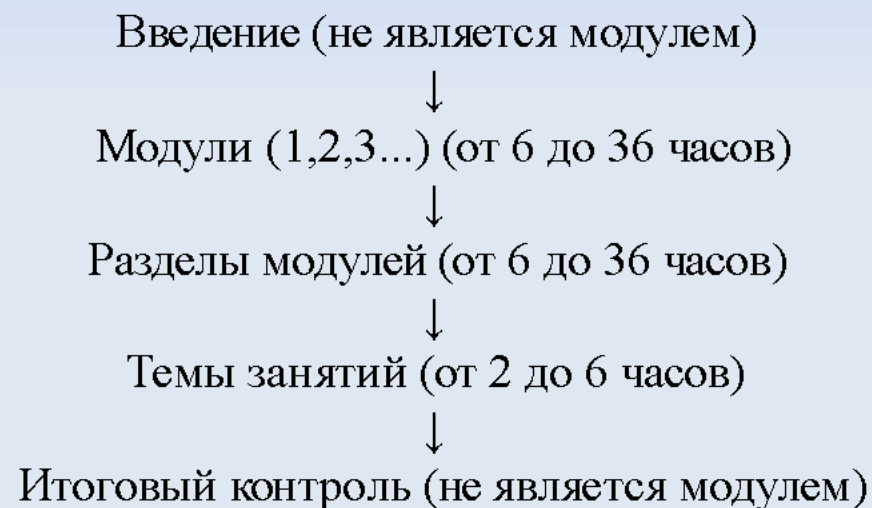 Введение (не является модулем)
↓
Модули (1,2,3...) (от 6 до 36 часов)
↓
Разделы модулей (от 6 до 36 часов)
↓
Темы занятий (от 2 до 6 часов)
↓
Итоговый контроль (не является модулем)